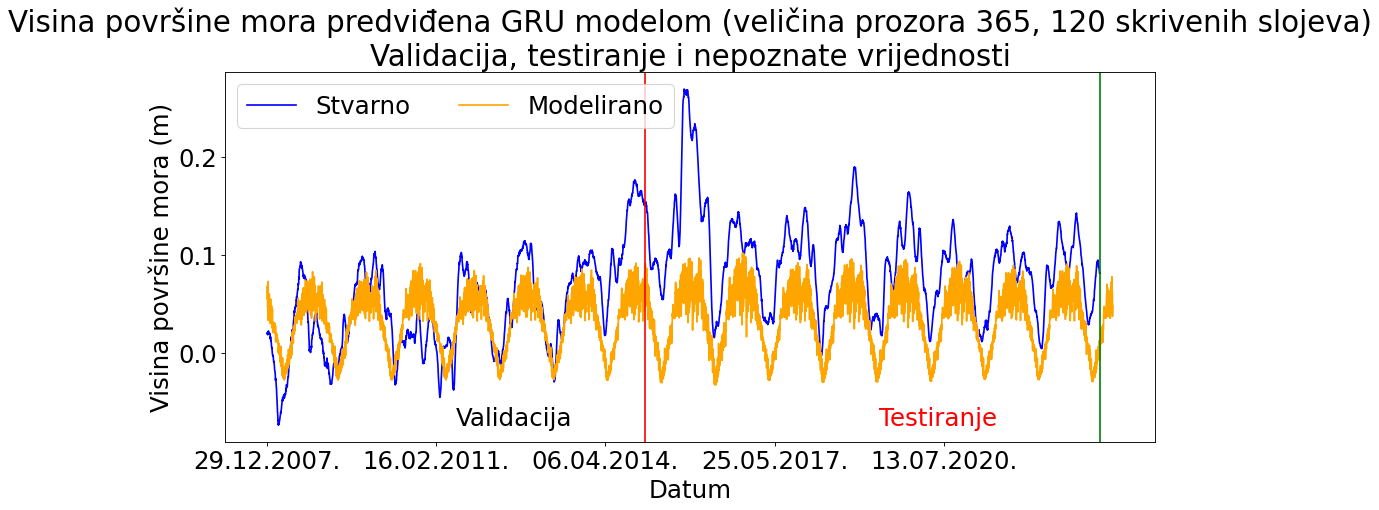 Visina površine mora predviđena GRU modelom (veličina prozora 365, 120 skrivenih slojeva)
Validacija, testiranje i nepoznate vrijednosti
Stvarno
Modelirano
Visina površine mora (m)
0.2
0.1
0.0
Validacija
Testiranje
29.12.2007.
16.02.2011.
06.04.2014.
25.05.2017.
13.07.2020.
Datum